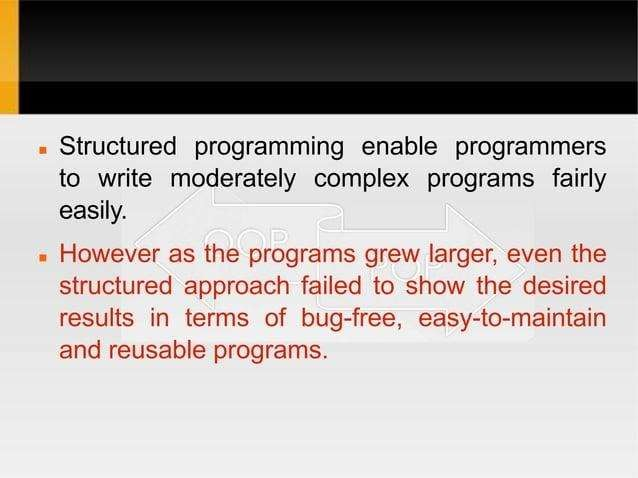 Structured programming enable programmers
to write moderately complex programs fairly
easily.
OOP
POP
However as the programs grew larger, even the
structured approach failed to show the desired
results in terms of bug-free, easy-to-maintain
and reusable programs.